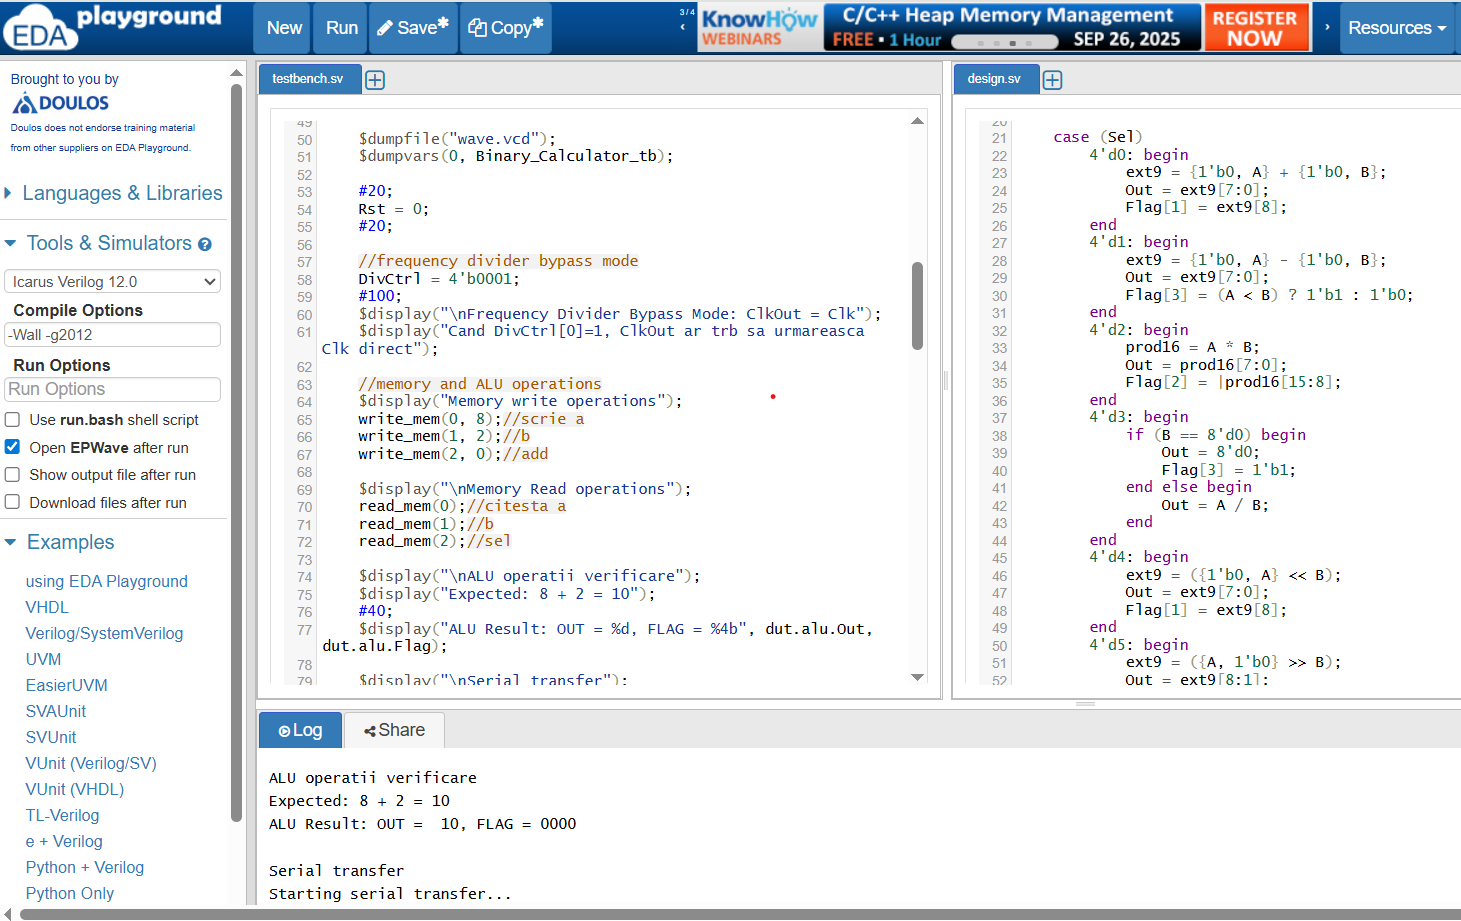 EDA playground
New
Run
Save*
Copy*
3/4
KnowHow
WEBINARS
C/C++ Heap Memory Management
FREE • 1 Hour
SEP 26, 2025
REGISTER
NOW
Resources
Brought to you by
DOULOS
Doulos does not endorse training material
from other suppliers on EDA Playground.
Languages & Libraries
Tools & Simulators
Icarus Verilog 12.0
Compile Options
-Wall -g2012
Run Options
Run Options
Use run.bash shell script
Open EPWave after run
Show output file after run
Download files after run
Examples
using EDA Playground
VHDL
Verilog/SystemVerilog
UVM
EasierUVM
SVAUnit
SVUnit
VUnit (Verilog/SV)
VUnit (VHDL)
TL-Verilog
e + Verilog
Python + Verilog
Python Only
testbench.sv
49
50 $dumpfile("wave.vcd");
51 $dumpvars(0, Binary_Calculator_tb);
52
53 #20;
54 Rst = 0;
55 #20;
56
57 //frequency divider bypass mode
58 DivCtrl = 4'b0001;
59 #100;
60 $display("\nFrequency Divider Bypass Mode: ClkOut = Clk");
61 $display("Cand DivCtrl[0]=1, ClkOut ar trb sa urmareasca
Clk direct");
62
63 //memory and ALU operations
64 $display("Memory write operations");
65 write_mem(0, 8);//scrie a
66 write_mem(1, 2);//b
67 write_mem(2, 0);//add
68
69 $display("\nMemory Read operations");
70 read_mem(0);//citesta a
71 read_mem(1);//b
72 read_mem(2);//sel
73
74 $display("\nALU operatii verificare");
75 $display("Expected: 8 + 2 = 10");
76 #40;
77 $display("ALU Result: OUT = %d, FLAG = %4b", dut.alu.Out,
dut.alu.Flag);
78
79 $display("\nSerial transfer");
design.sv
20
21 case (Sel)
22 4'd0: begin
23 ext9 = {1'b0, A} + {1'b0, B};
24 Out = ext9[7:0];
25 Flag[1] = ext9[8];
26 end
27 4'd1: begin
28 ext9 = {1'b0, A} - {1'b0, B};
29 Out = ext9[7:0];
30 Flag[3] = (A < B) ? 1'b1 : 1'b0;
31 end
32 4'd2: begin
33 prod16 = A * B;
34 Out = prod16[7:0];
35 Flag[2] = |prod16[15:8];
36 end
37 4'd3: begin
38 if (B == 8'd0) begin
39 Out = 8'd0;
40 Flag[3] = 1'b1;
41 end else begin
42 Out = A / B;
43 end
44 end
45 4'd4: begin
46 ext9 = ({1'b0, A} << B);
47 Out = ext9[7:0];
48 Flag[1] = ext9[8];
49 end
50 4'd5: begin
51 ext9 = ({A, 1'b0} >> B);
52 Out = ext9[8:1];
Log
Share
ALU operatii verificare
Expected: 8 + 2 = 10
ALU Result: OUT =  10, FLAG = 0000
Serial transfer
Starting serial transfer...